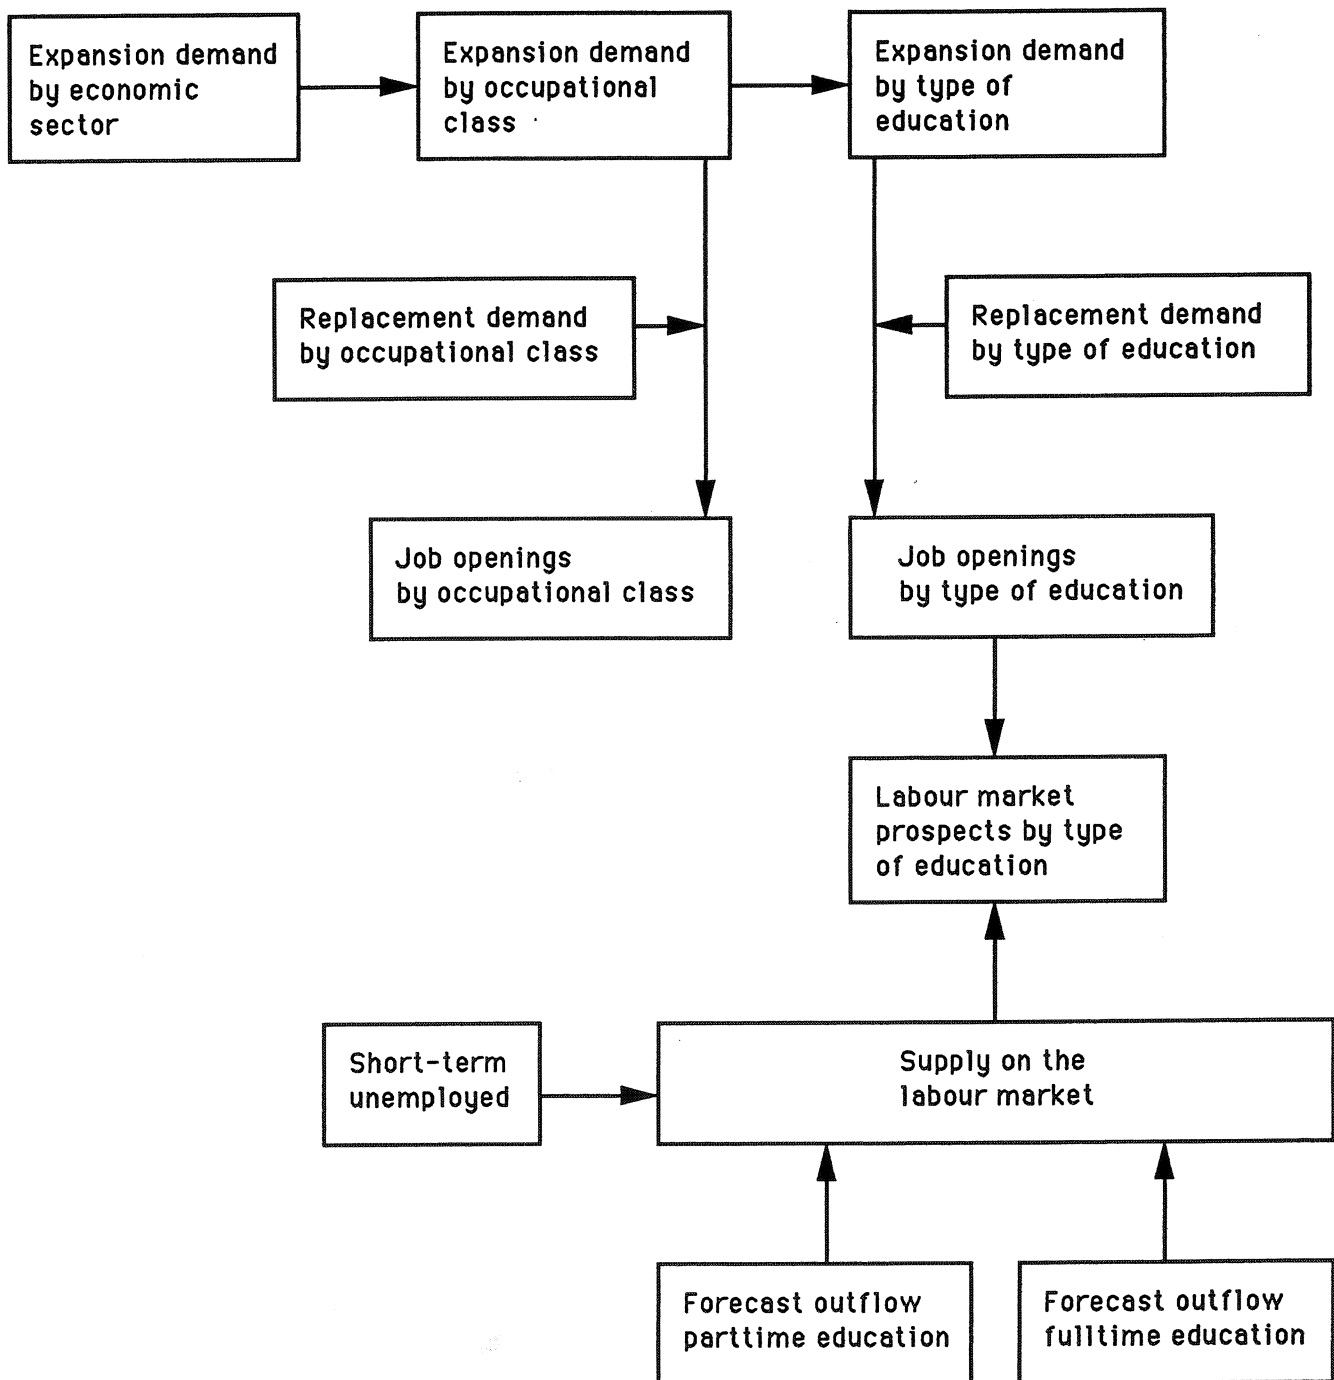 Expansion demand
by economic
sector
Expansion demand
by occupational
class
Expansion demand
by type of
education
Replacement demand
by occupational class
Replacement demand
by type of education
Job openings
by occupational class
Job openings
by type of education
Labour market
prospects by type
of education
Short-term
unemployed
Supply on the
labour market
Forecast outflow
parttime education
Forecast outflow
fulltime education